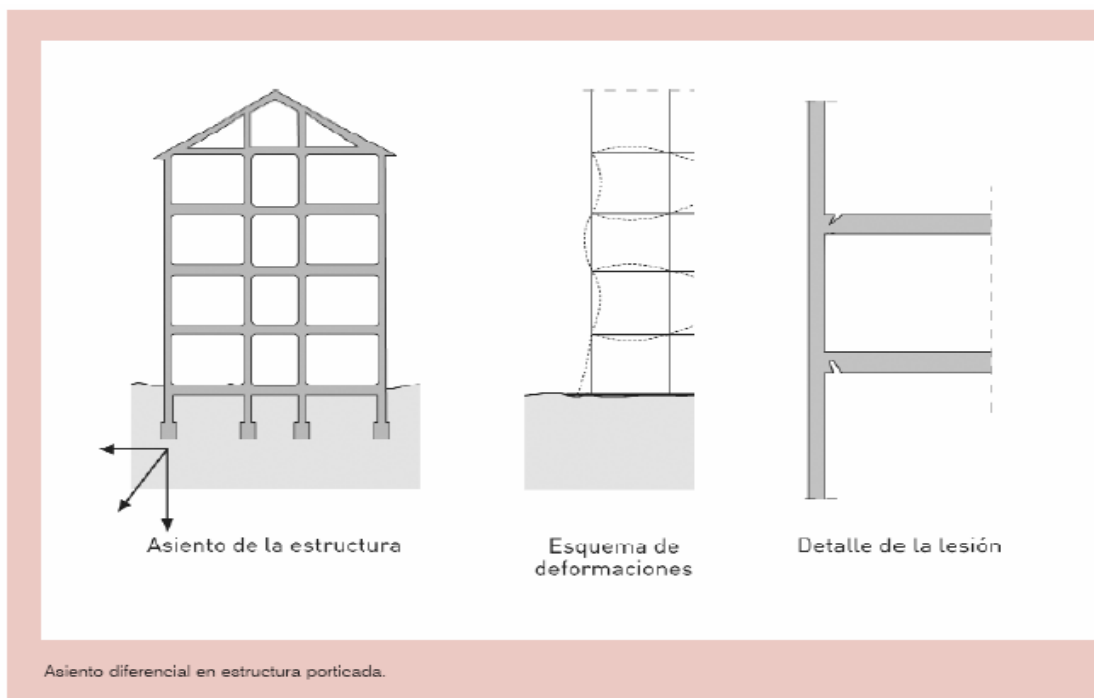 Asiento de la estructura
Esquema de
deformaciones
Detalle de la lesión
Asiento diferencial en estructura porticada.